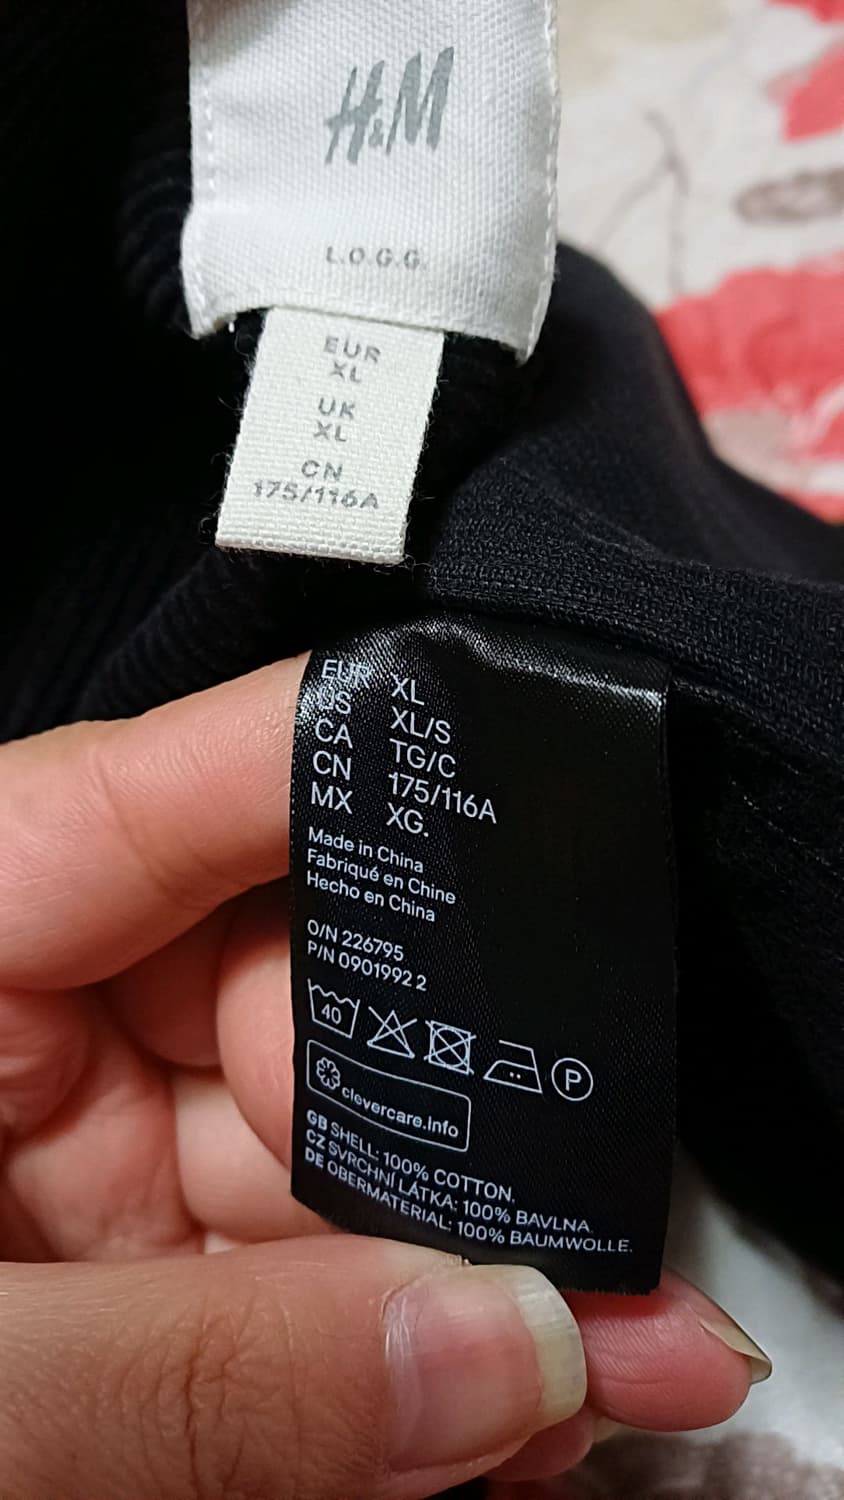 H&M
L.O.G.G.
EUR
XL
UK
XL
CN
175/116A
EUR XL
US XL/S
CA TG/C
CN 175/116A
MX XG.
Made in China
Fabriqué en Chine
Hecho en China
O/N 226795
P/N 0901992 2
40 P
clevercare.info
GB SHELL: 100% COTTON.
CZ SVRCHNÍ LÁTKA: 100% BAVLNA.
DE OBERMATERIAL: 100% BAUMWOLLE.